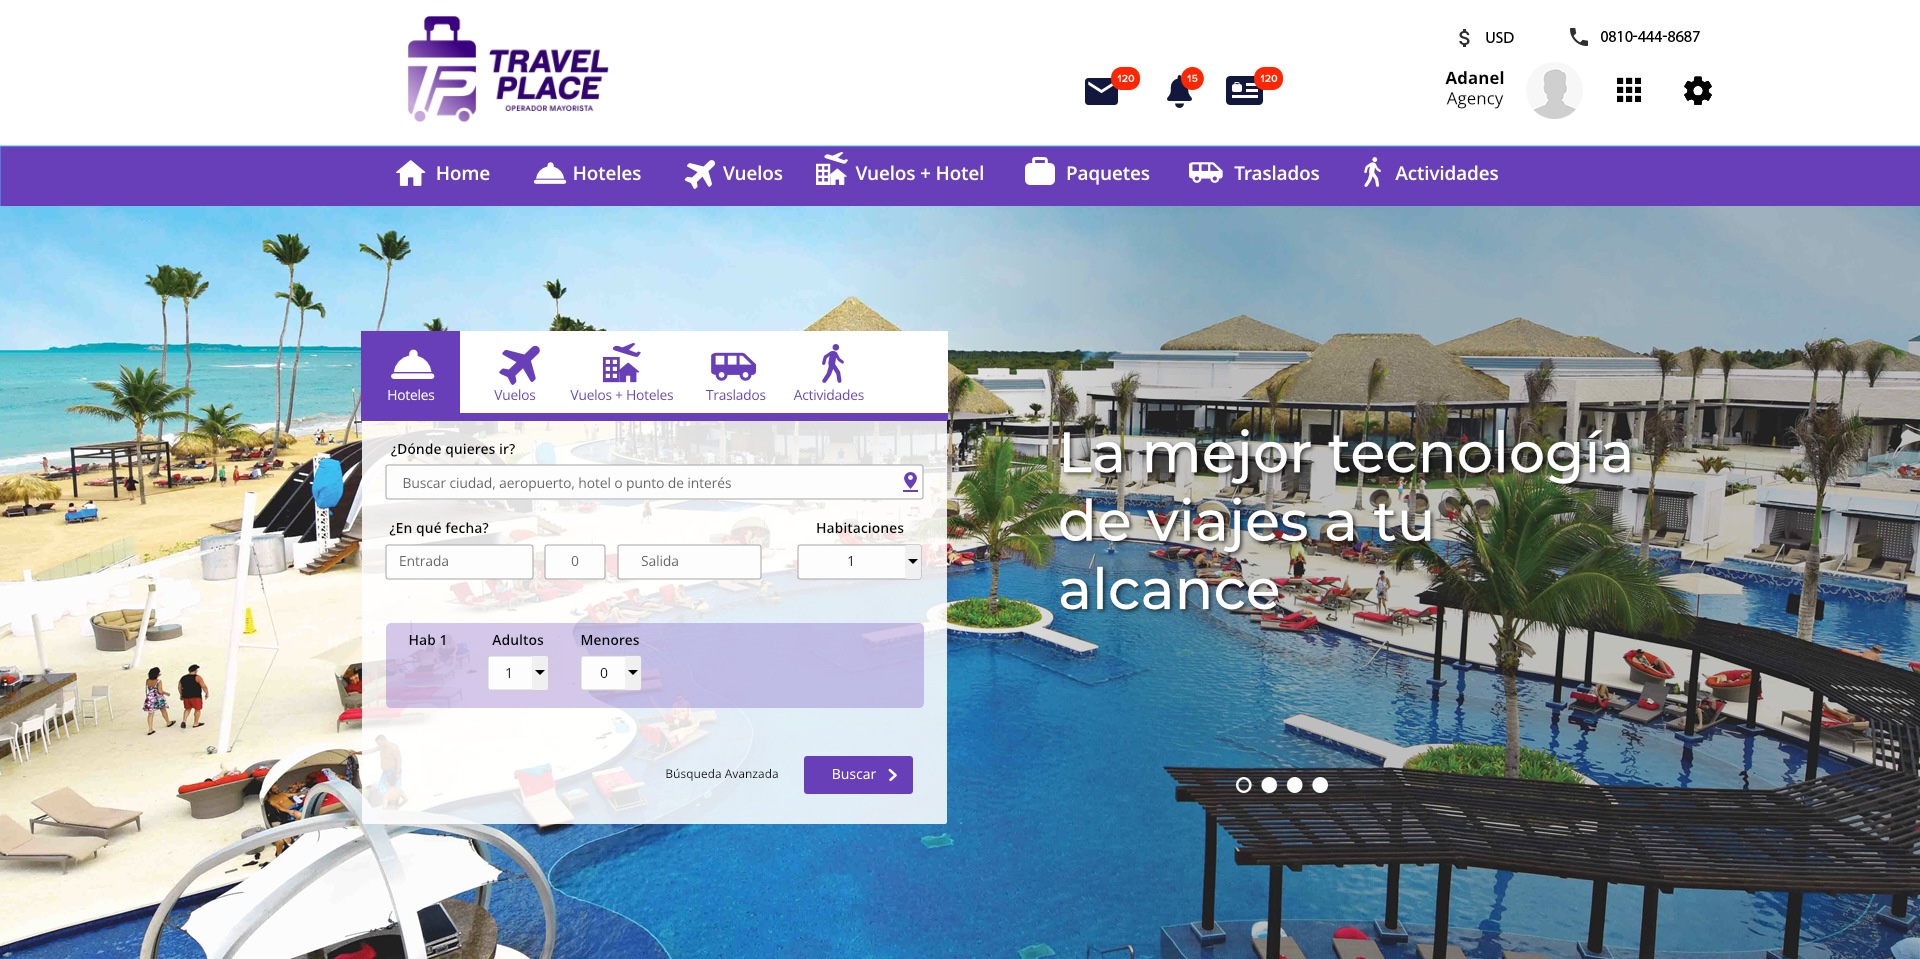 TRAVEL
PLACE
OPERADOR MAYORISTA
USD
0810-444-8687
120
15
120
Adanel
Agency
Home
Hoteles
Vuelos
Vuelos + Hotel
Paquetes
Traslados
Actividades
Hoteles
Vuelos
Vuelos + Hoteles
Traslados
Actividades
¿Dónde quieres ir?
Buscar ciudad, aeropuerto, hotel o punto de interés
¿En qué fecha?
Habitaciones
Entrada
0
Salida
1
Hab 1
Adultos
Menores
1
0
Búsqueda Avanzada
Buscar
La mejor tecnología
de viajes a tu
alcance